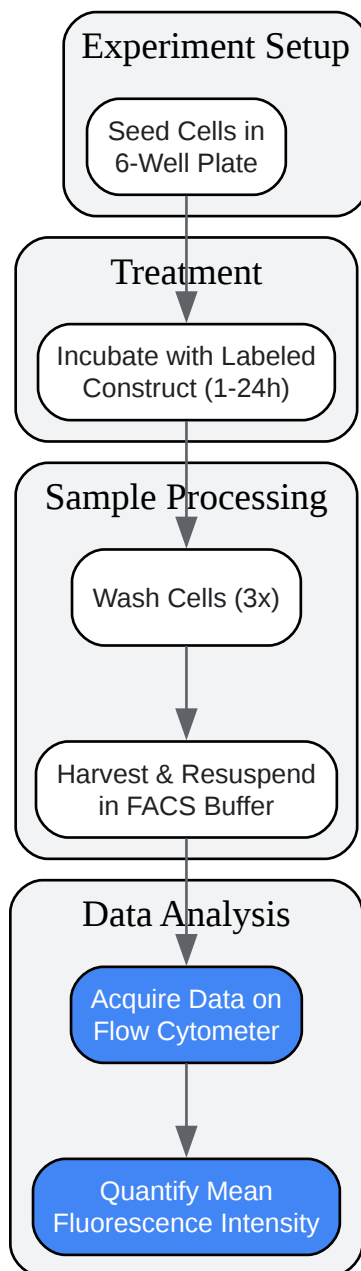 Experiment Setup
Seed Cells in
6-Well Plate
Treatment
Incubate with Labeled
Construct (1-24h)
Sample Processing
Wash Cells (3x)
Harvest & Resuspend
in FACS Buffer
Data Analysis
Acquire Data on
Flow Cytometer
Quantify Mean
Fluorescence Intensity